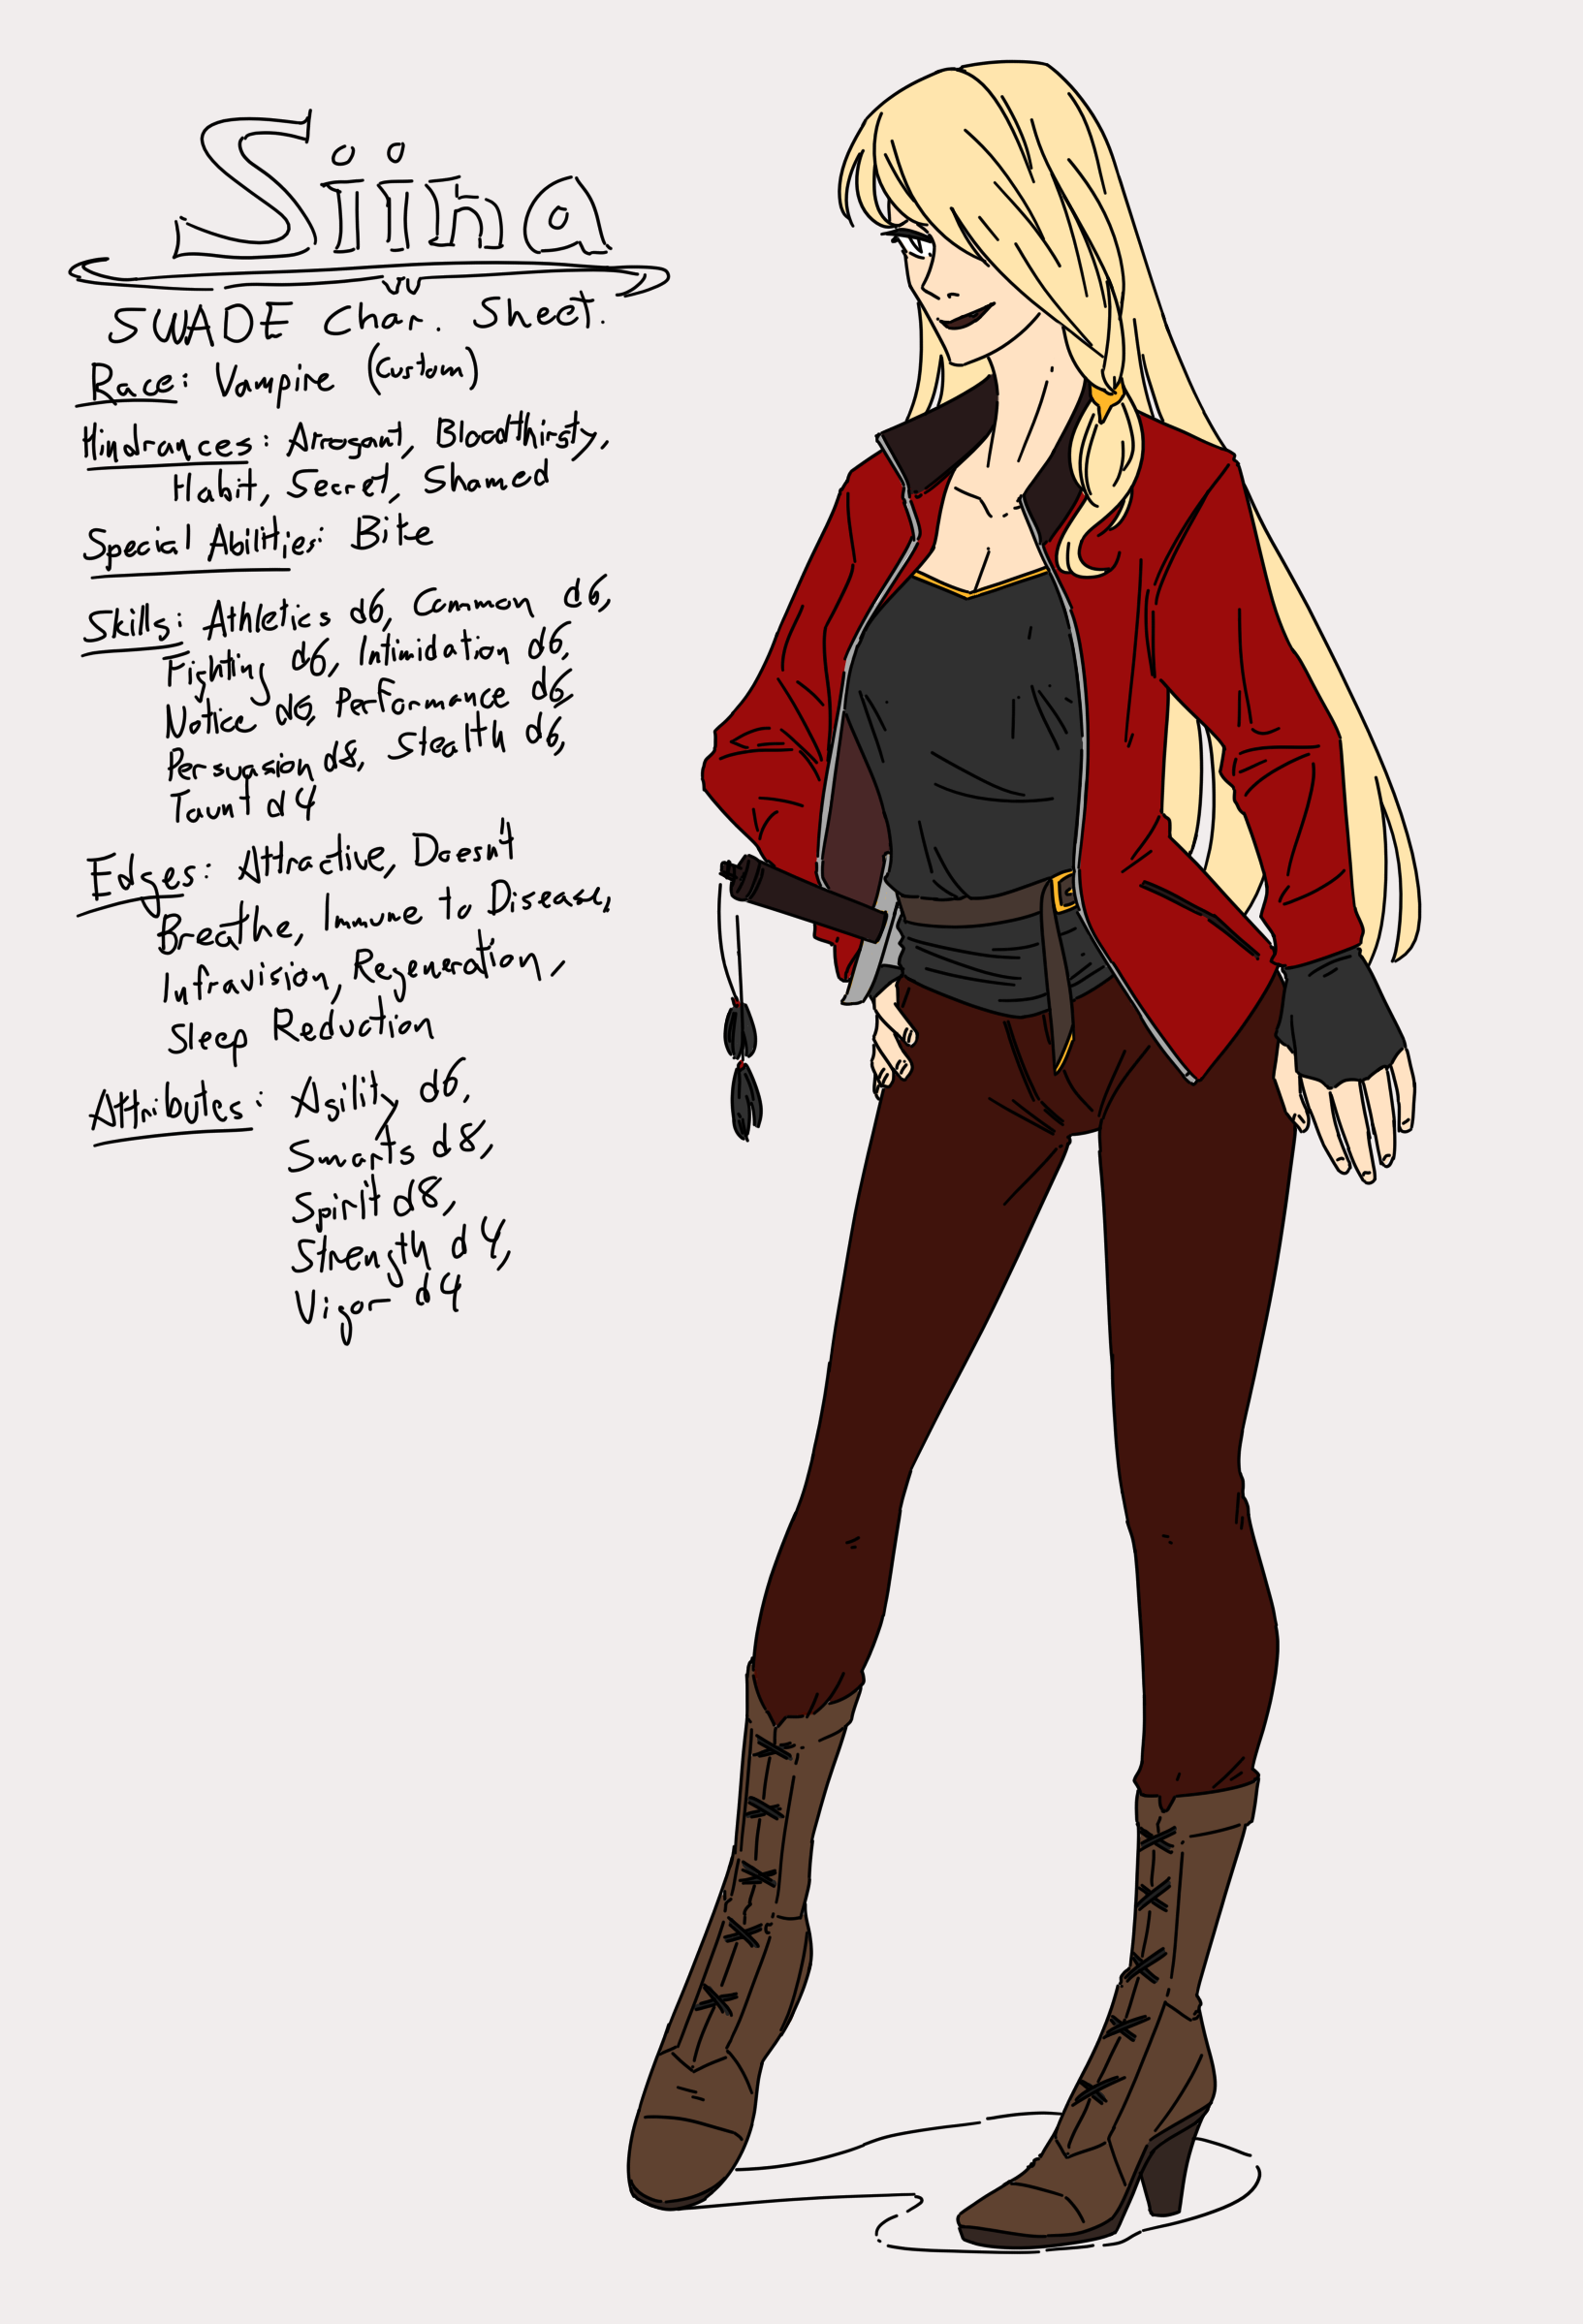 Siina
SWADE Char. Sheet.
Race: Vampire (Custom)
Hindrances: Arrogant, Bloodthirsty,
Habit, Secret, Shamed
Special Abilities: Bite
Skills: Athletics d6, Common d6,
Fighting d6, Intimidation d6,
Notice d6, Performance d6,
Persuasion d8, Stealth d6,
Taunt d4
Edges: Attractive, Doesn't
Breathe, Immune to Disease,
Infravision, Regeneration,
Sleep Reduction
Attributes: Agility d6,
Smarts d8,
Spirit d8,
Strength d4,
Vigor d4